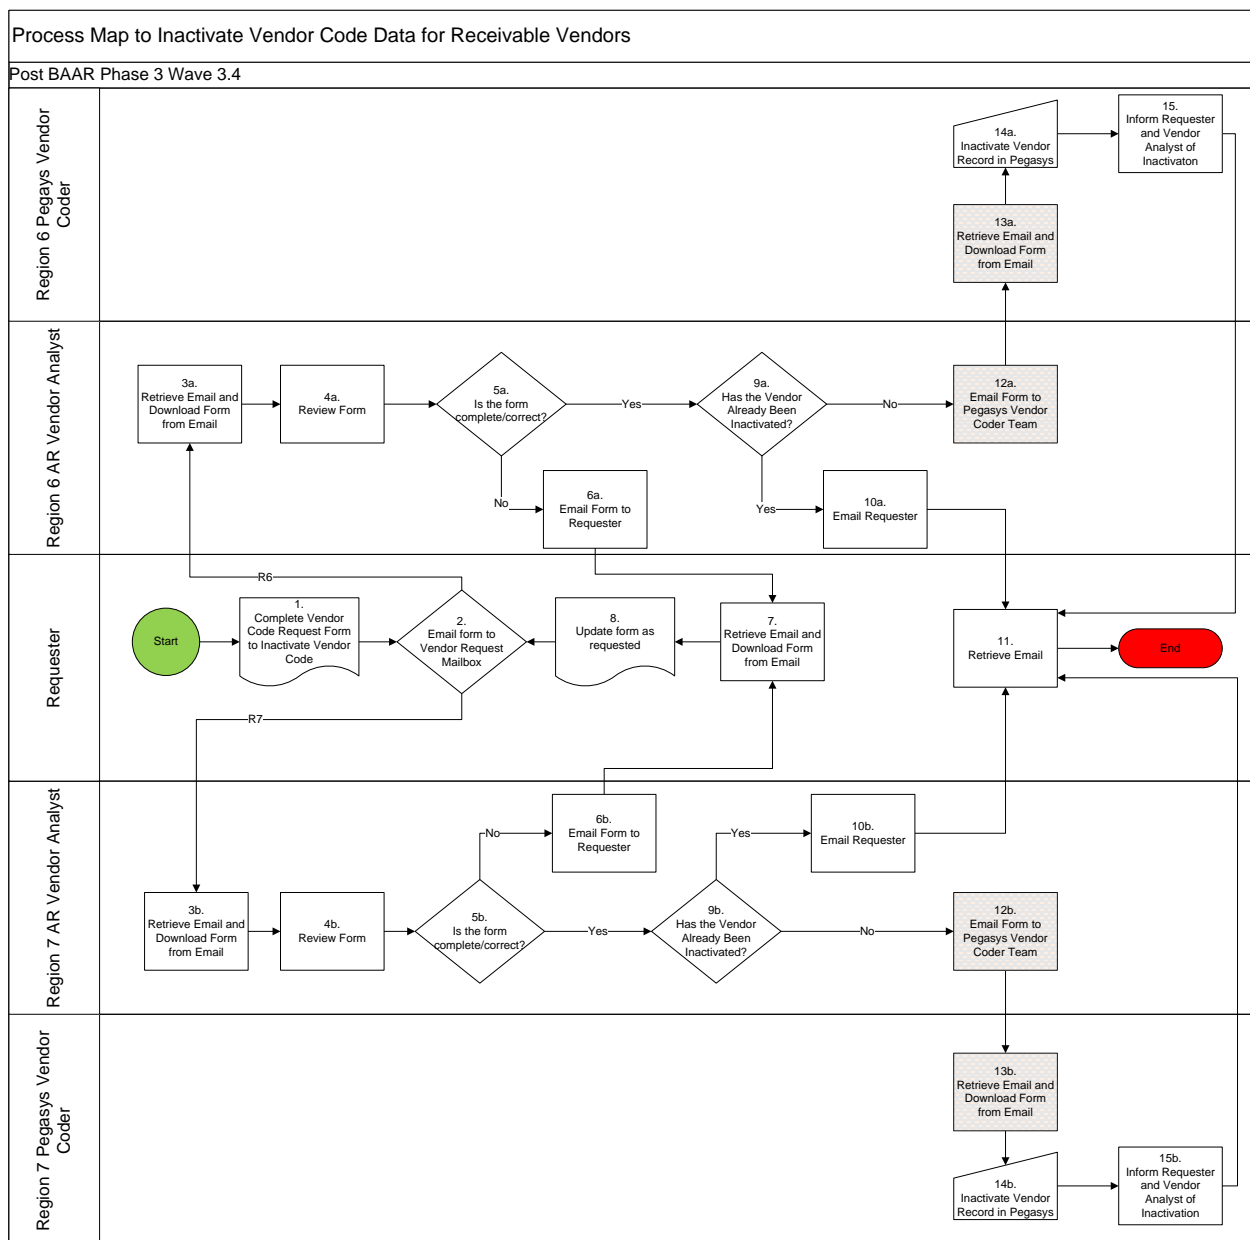 Process Map to Inactivate Vendor Code Data for Receivable Vendors
Post BAAR Phase 3 Wave 3.4
Region 6 Pegays Vendor
Coder
14a.
Inactivate Vendor
Record in Pegasys
15.
Inform Requester
and Vendor
Analyst of
Inactivaton
13a.
Retrieve Email and
Download Form
from Email
Region 6 AR Vendor Analyst
3a.
Retrieve Email and
Download Form
from Email
4a.
Review Form
5a.
Is the form
complete/correct?
Yes
No
6a.
Email Form to
Requester
9a.
Has the Vendor
Already Been
Inactivated?
No
Yes
10a.
Email Requester
12a.
Email Form to
Pegasys Vendor
Coder Team
Requester
R6
Start
1.
Complete Vendor
Code Request Form
to Inactivate Vendor
Code
2.
Email form to
Vendor Request
Mailbox
8.
Update form as
requested
7.
Retrieve Email and
Download Form
from Email
11.
Retrieve Email
End
R7
Region 7 AR Vendor Analyst
3b.
Retrieve Email and
Download Form
from Email
4b.
Review Form
5b.
Is the form
complete/correct?
No
Yes
6b.
Email Form to
Requester
9b.
Has the Vendor
Already Been
Inactivated?
Yes
No
10b.
Email Requester
12b.
Email Form to
Pegasys Vendor
Coder Team
Region 7 Pegasys Vendor
Coder
13b.
Retrieve Email and
Download Form
from Email
14b.
Inactivate Vendor
Record in Pegasys
15b.
Inform Requester
and Vendor
Analyst of
Inactivation